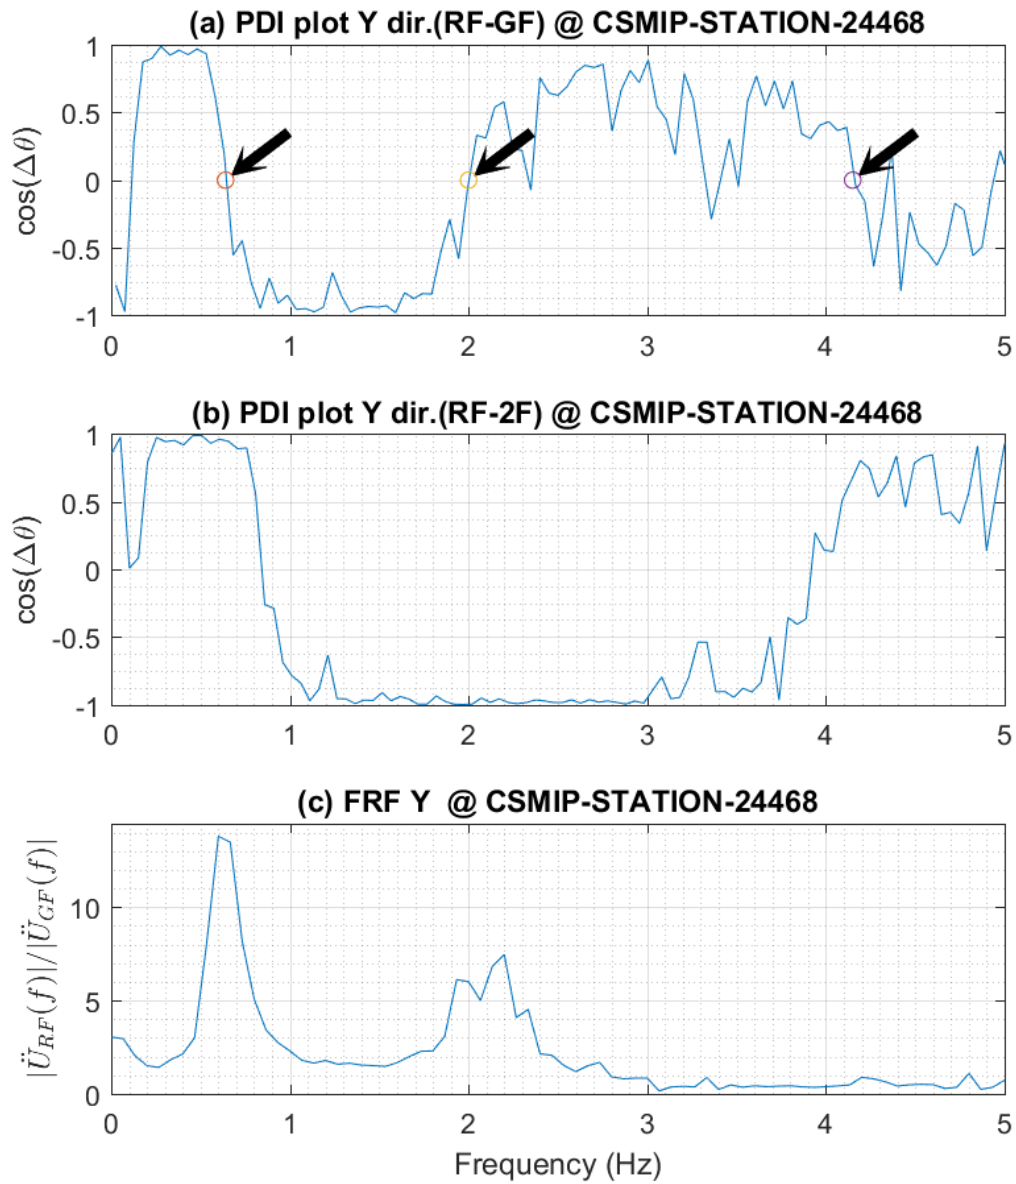 (a) PDI plot Y dir.(RF-GF) @ CSMIP-STATION-24468
1
0.5
0
-0.5
-1
cos(Δθ)
0 1 2 3 4 5
(b) PDI plot Y dir.(RF-2F) @ CSMIP-STATION-24468
1
0.5
0
-0.5
-1
cos(Δθ)
0 1 2 3 4 5
(c) FRF Y @ CSMIP-STATION-24468
10
5
0
|Ü_RF(f)|/|Ü_GF(f)|
0 1 2 3 4 5
Frequency (Hz)